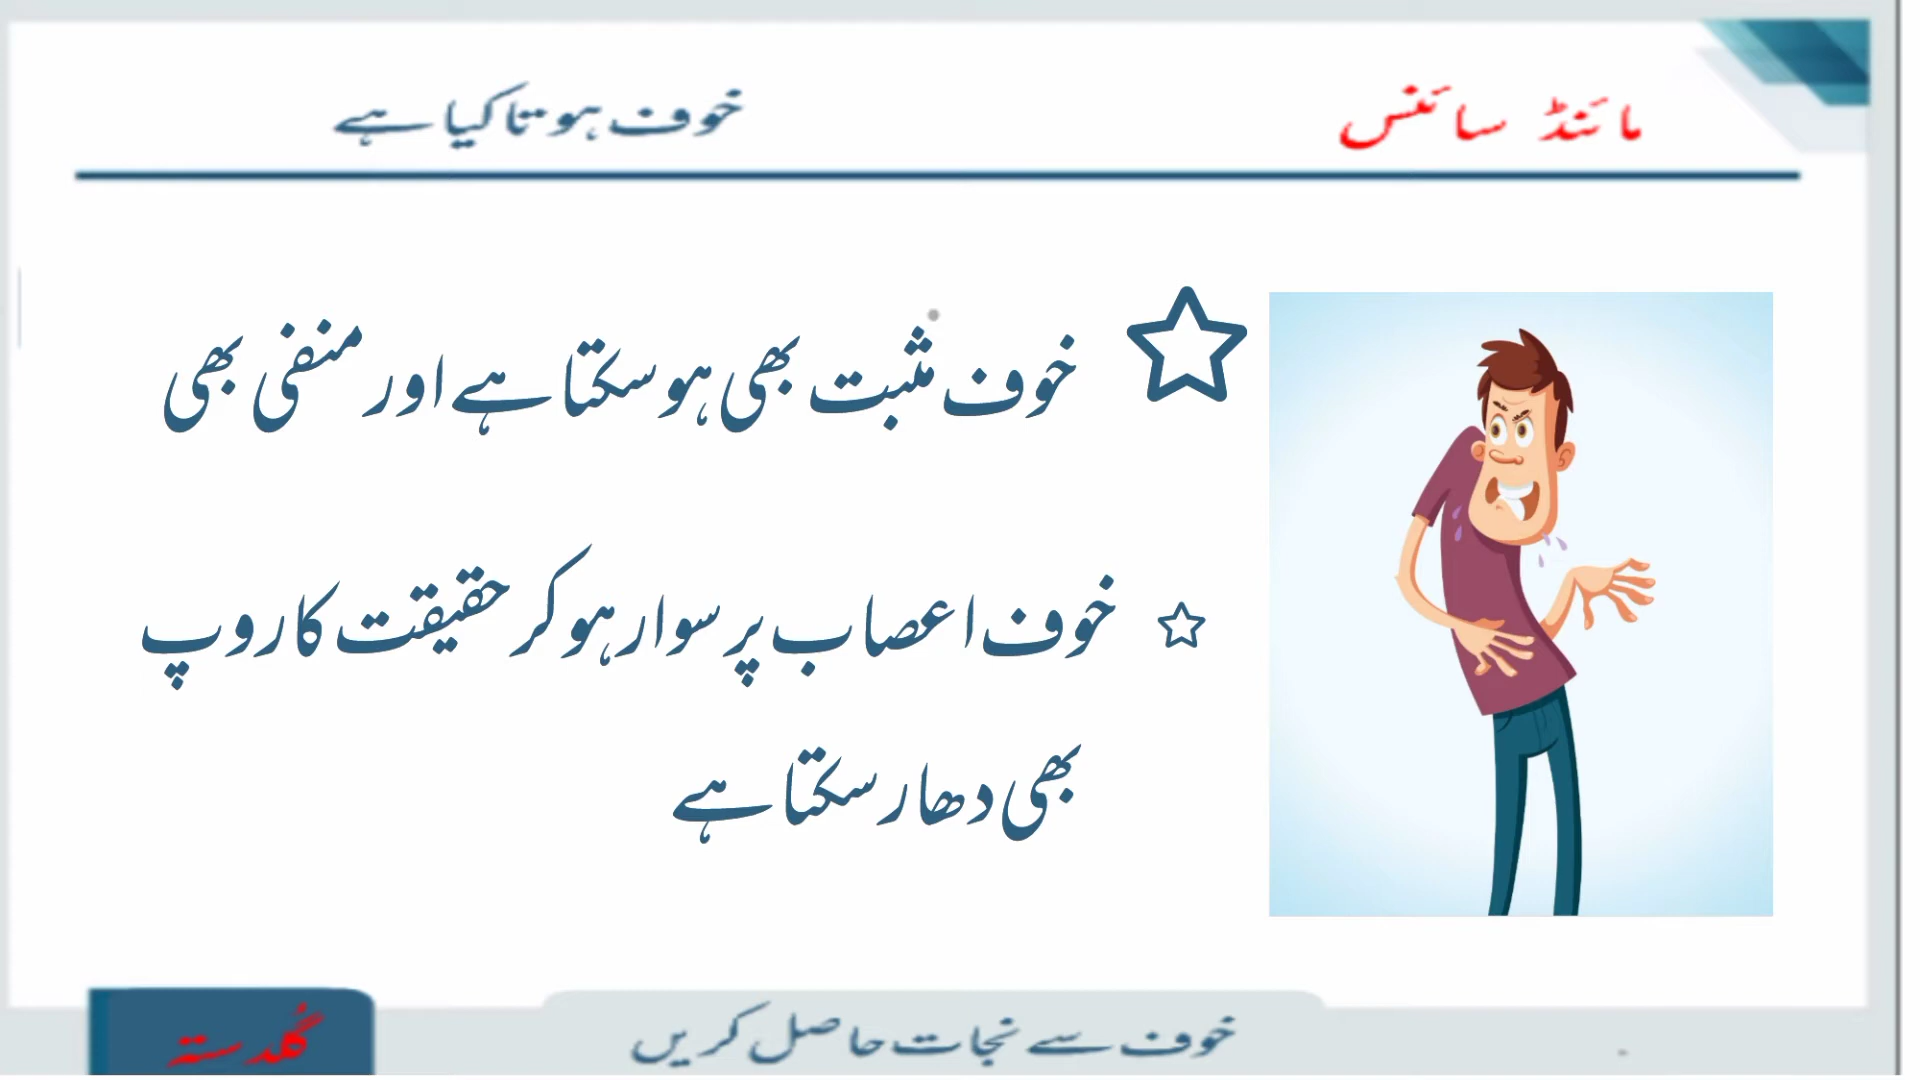 مائنڈ سائنس
خوف ہوتا کیا ہے
خوف مثبت بھی ہو سکتا ہے اور منفی بھی
خوف اعصاب پر سوار ہو کر حقیقت کا روپ
بھی دھار سکتا ہے
خوف سے نجات حاصل کریں
گلدستہ